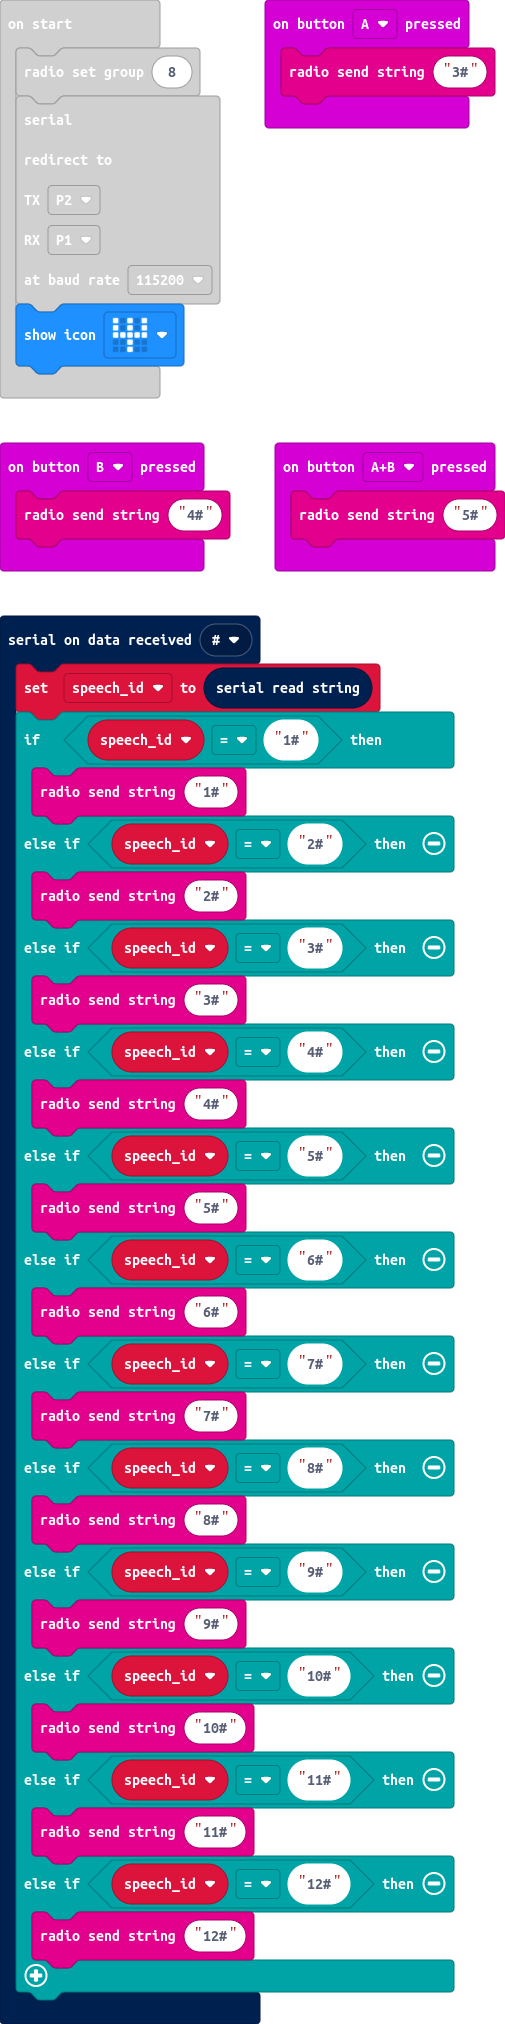 on start
radio set group 8
serial
redirect to
TX P2
RX P1
at baud rate 115200
show icon
on button A pressed
radio send string "3#"
on button B pressed
radio send string "4#"
on button A+B pressed
radio send string "5#"
serial on data received #
set speech_id to serial read string
if speech_id = "1#" then
radio send string "1#"
else if speech_id = "2#" then
radio send string "2#"
else if speech_id = "3#" then
radio send string "3#"
else if speech_id = "4#" then
radio send string "4#"
else if speech_id = "5#" then
radio send string "5#"
else if speech_id = "6#" then
radio send string "6#"
else if speech_id = "7#" then
radio send string "7#"
else if speech_id = "8#" then
radio send string "8#"
else if speech_id = "9#" then
radio send string "9#"
else if speech_id = "10#" then
radio send string "10#"
else if speech_id = "11#" then
radio send string "11#"
else if speech_id = "12#" then
radio send string "12#"